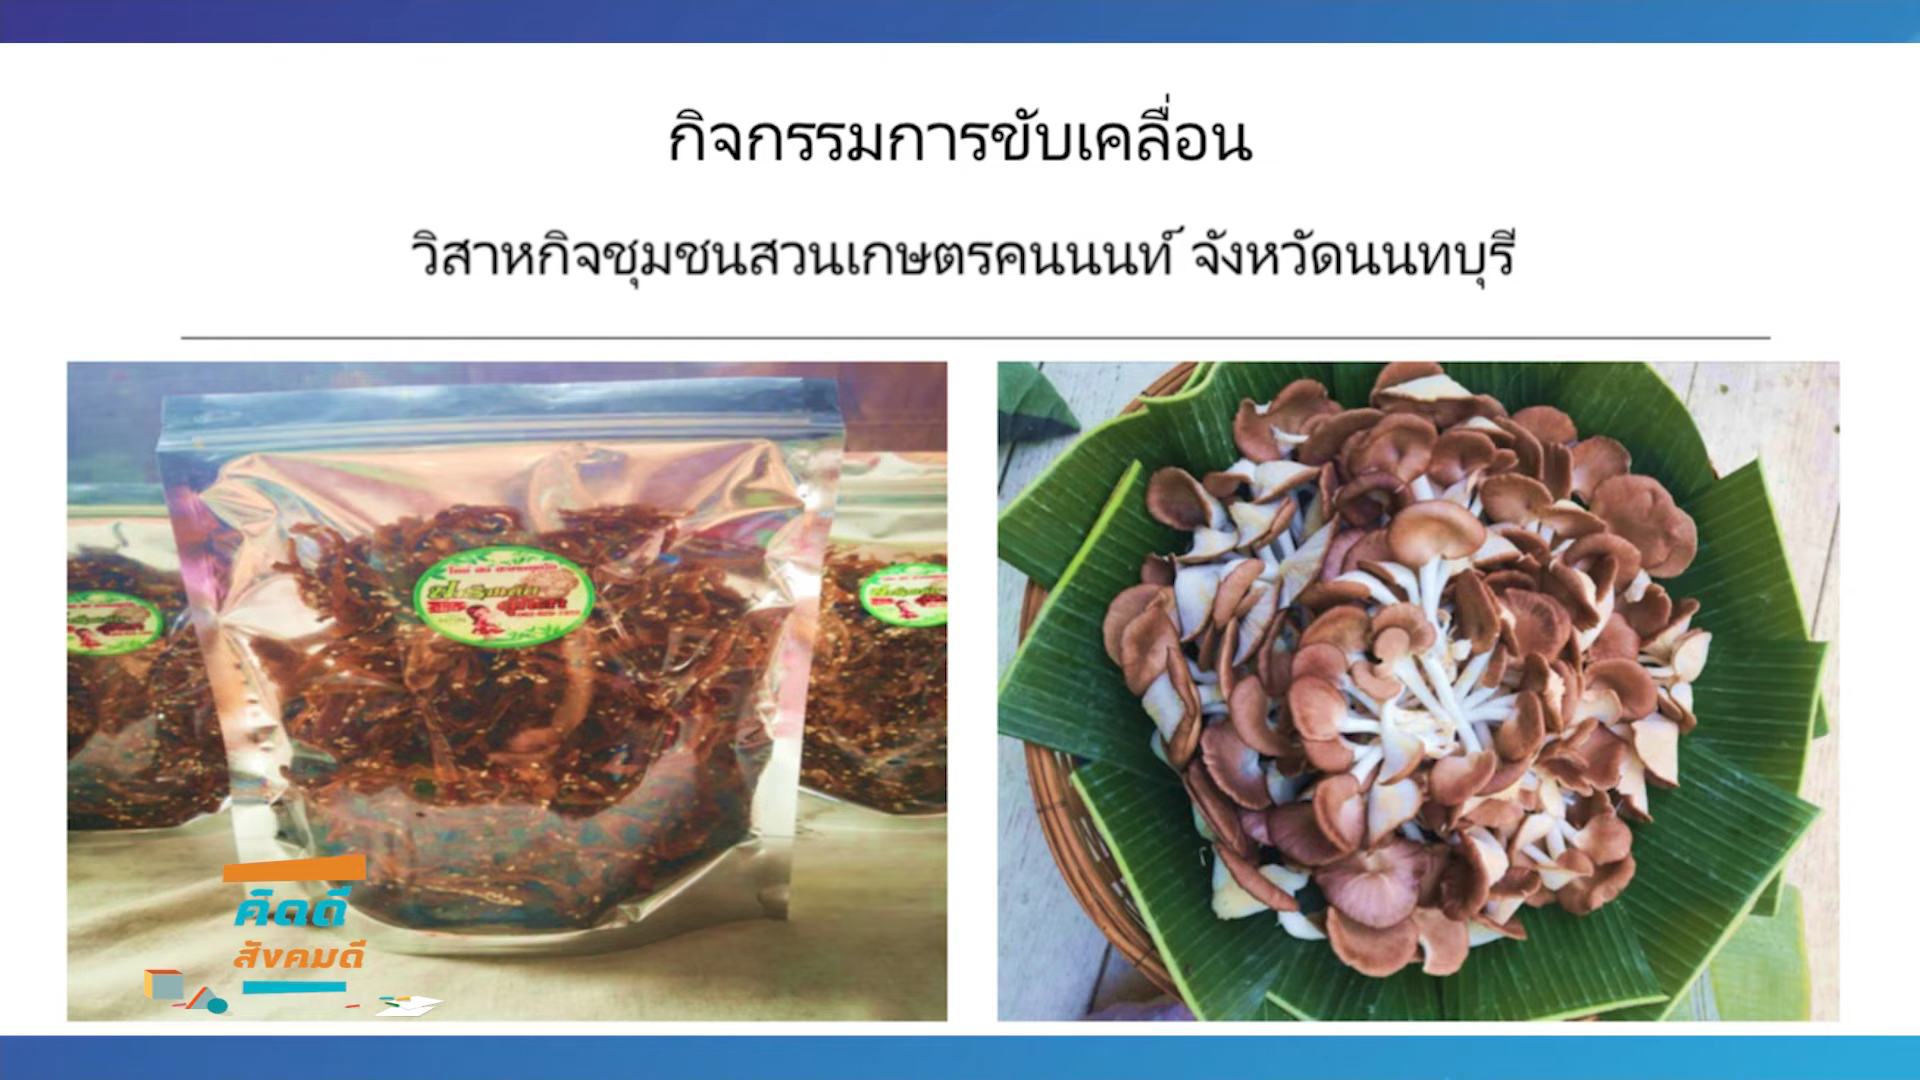 กิจกรรมการขับเคลื่อน
วิสาหกิจชุมชนสวนเกษตรคนนนท์ จังหวัดนนทบุรี
คิดดี
สังคมดี